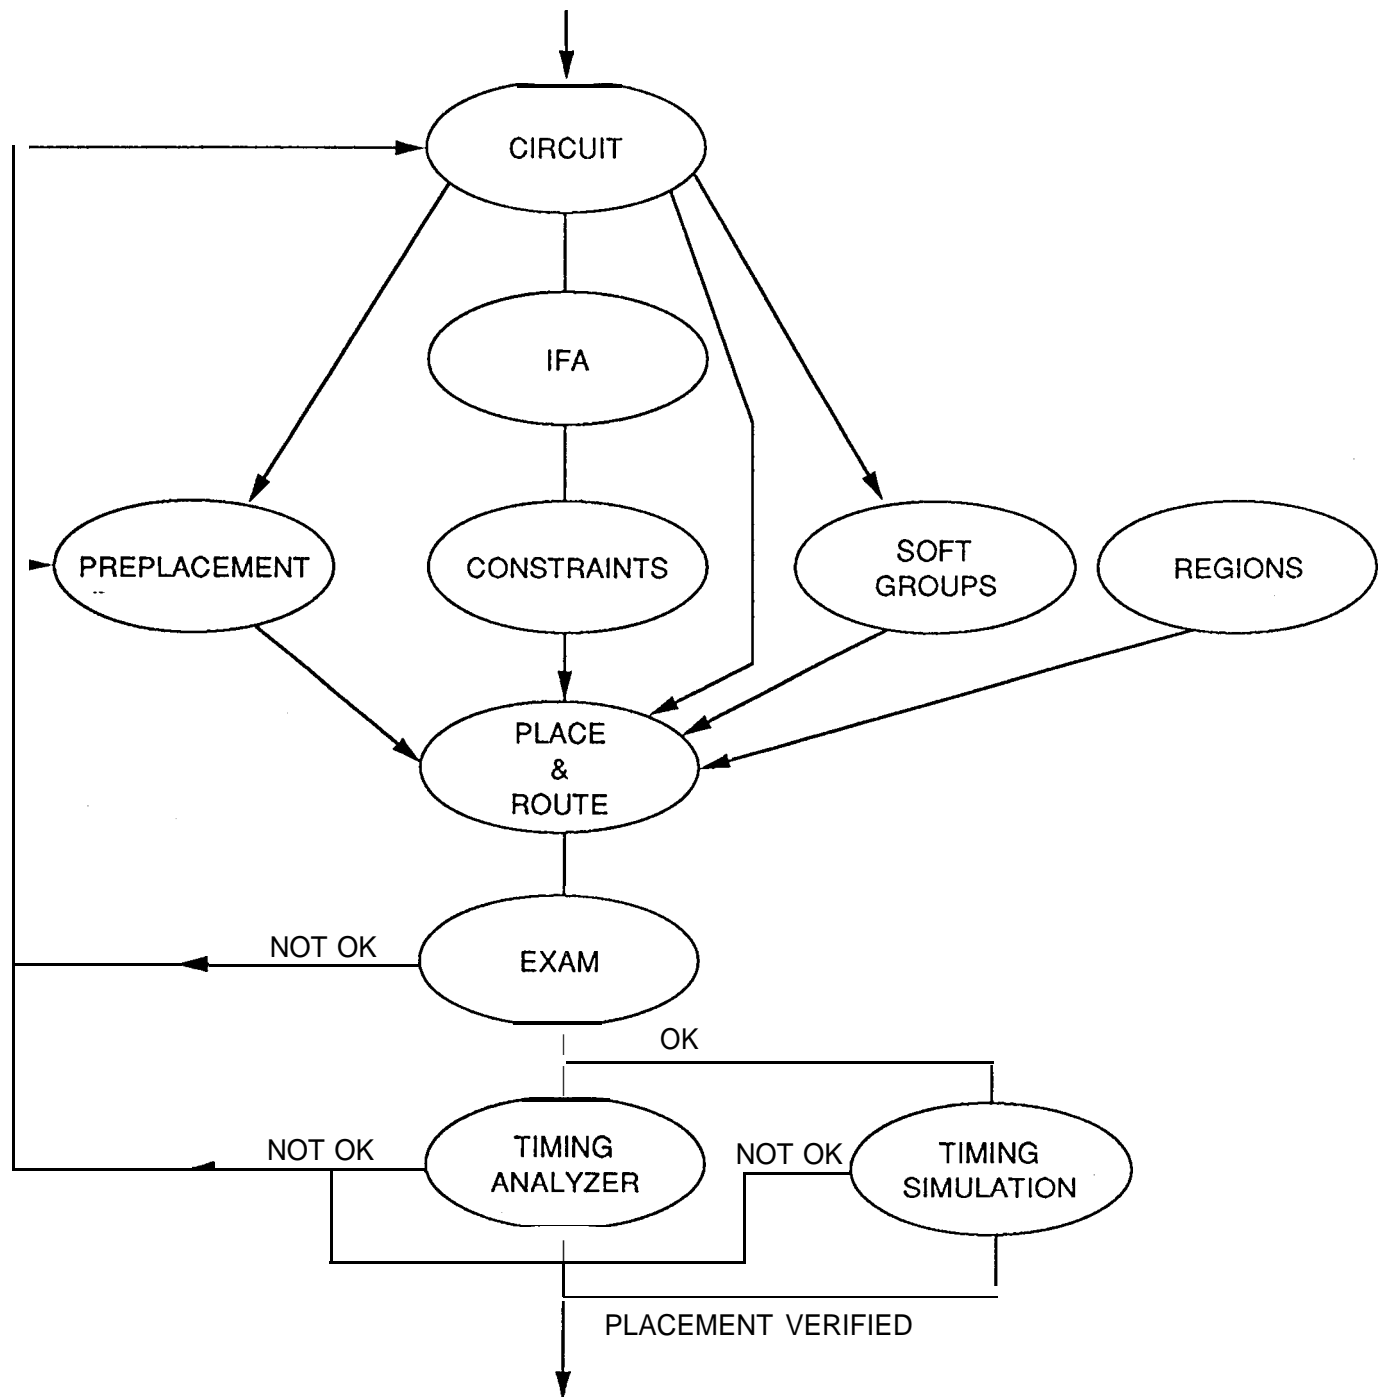 CIRCUIT
IFA
PREPLACEMENT
CONSTRAINTS
SOFT
GROUPS
REGIONS
PLACE
&
ROUTE
NOT OK
EXAM
OK
NOT OK
TIMING
ANALYZER
NOT OK
TIMING
SIMULATION
PLACEMENT VERIFIED